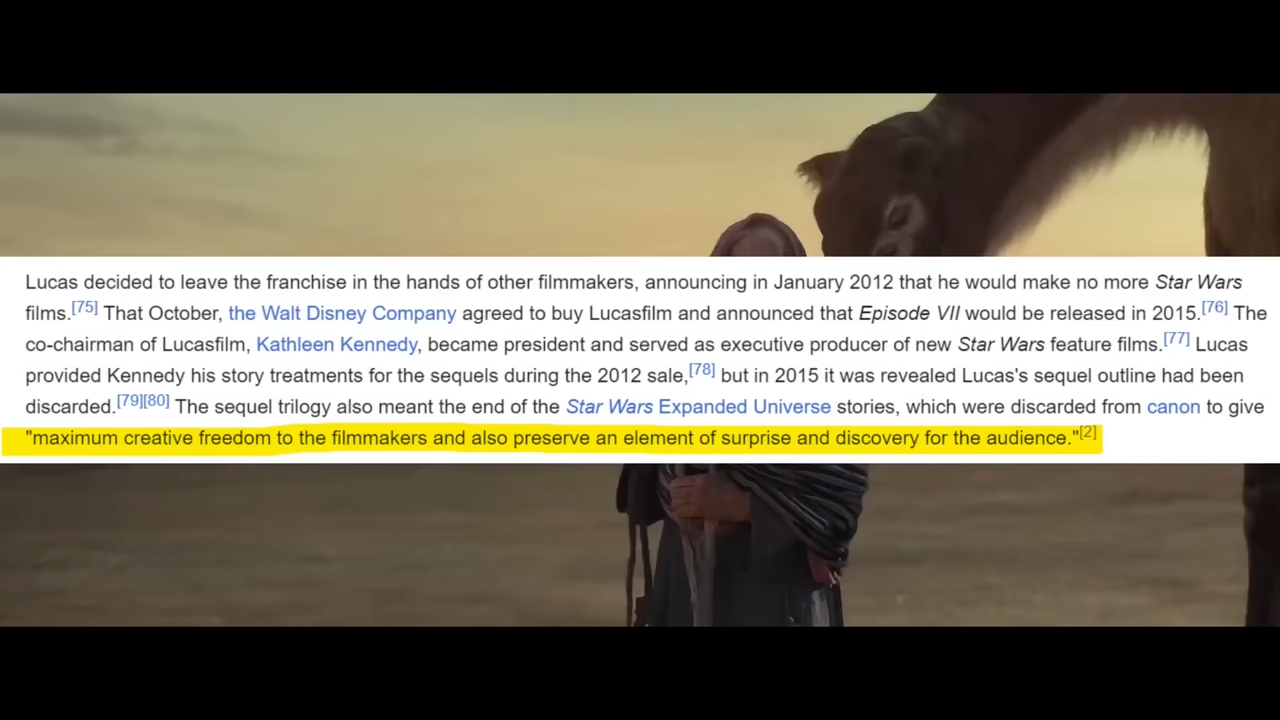 Lucas decided to leave the franchise in the hands of other filmmakers, announcing in January 2012 that he would make no more Star Wars
films.[75] That October, the Walt Disney Company agreed to buy Lucasfilm and announced that Episode VII would be released in 2015.[76] The
co-chairman of Lucasfilm, Kathleen Kennedy, became president and served as executive producer of new Star Wars feature films.[77] Lucas
provided Kennedy his story treatments for the sequels during the 2012 sale,[78] but in 2015 it was revealed Lucas's sequel outline had been
discarded.[79][80] The sequel trilogy also meant the end of the Star Wars Expanded Universe stories, which were discarded from canon to give
"maximum creative freedom to the filmmakers and also preserve an element of surprise and discovery for the audience."[2]